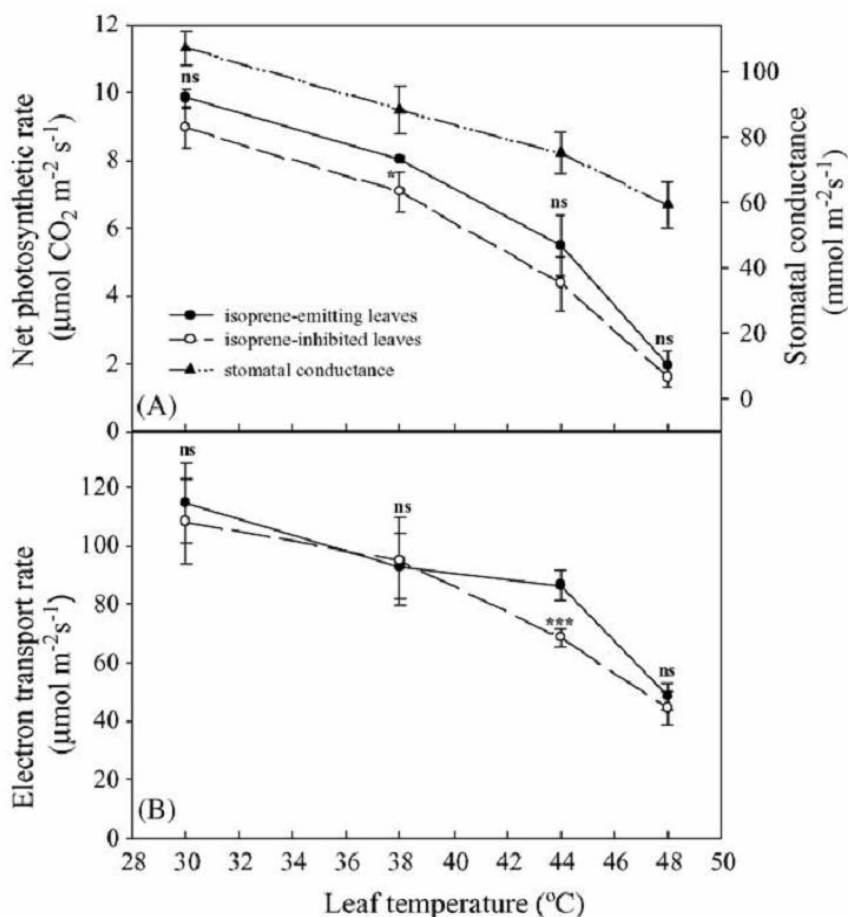 12
10
8
6
4
2
0
Net photosynthetic rate
(µmol CO₂ m⁻² s⁻¹)
100
80
60
40
20
0
Stomatal conductance
(mmol m⁻²s⁻¹)
ns
*
ns
ns
isoprene-emitting leaves
isoprene-inhibited leaves
stomatal conductance
(A)
120
100
80
60
40
20
0
Electron transport rate
(µmol m⁻²s⁻¹)
ns
ns
***
ns
(B)
28 30 32 34 36 38 40 42 44 46 48 50
Leaf temperature (ºC)